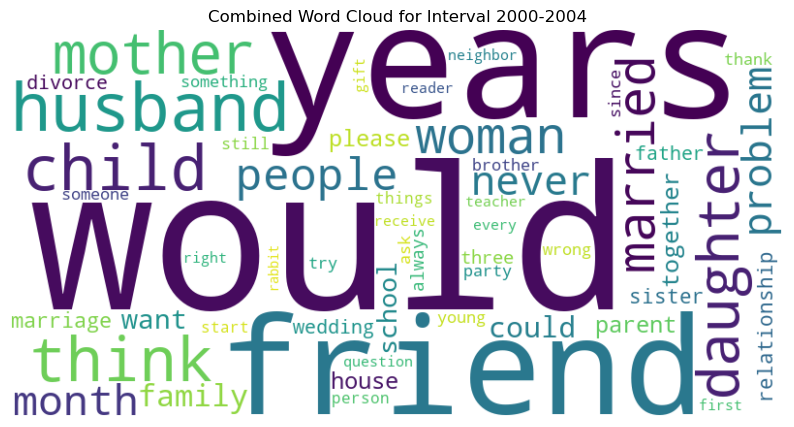 Combined Word Cloud for Interval 2000-2004
mother
years
neighbor
thank
divorce
something
gift
reader
since
husband
still
please
woman
married
problem
child
people
brother
never
father
someone
would
things
teacher
receive
every
daughter
together
right
rabbit
try
ask
always
three
wrong
party
school
sister
relationship
marriage
want
start
wedding
young
could
parent
think
friend
question
house
month
family
person
first